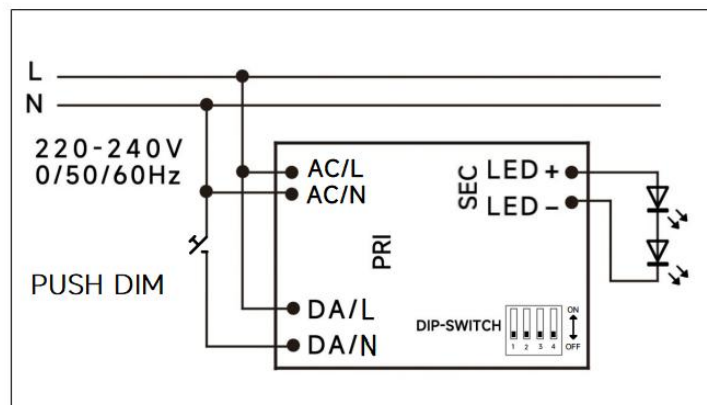 L
N
220-240V
0/50/60Hz
AC/L
AC/N
PRI
SEC
LED +
LED -
PUSH DIM
DA/L
DA/N
DIP-SWITCH
ON
1 2 3 4
OFF